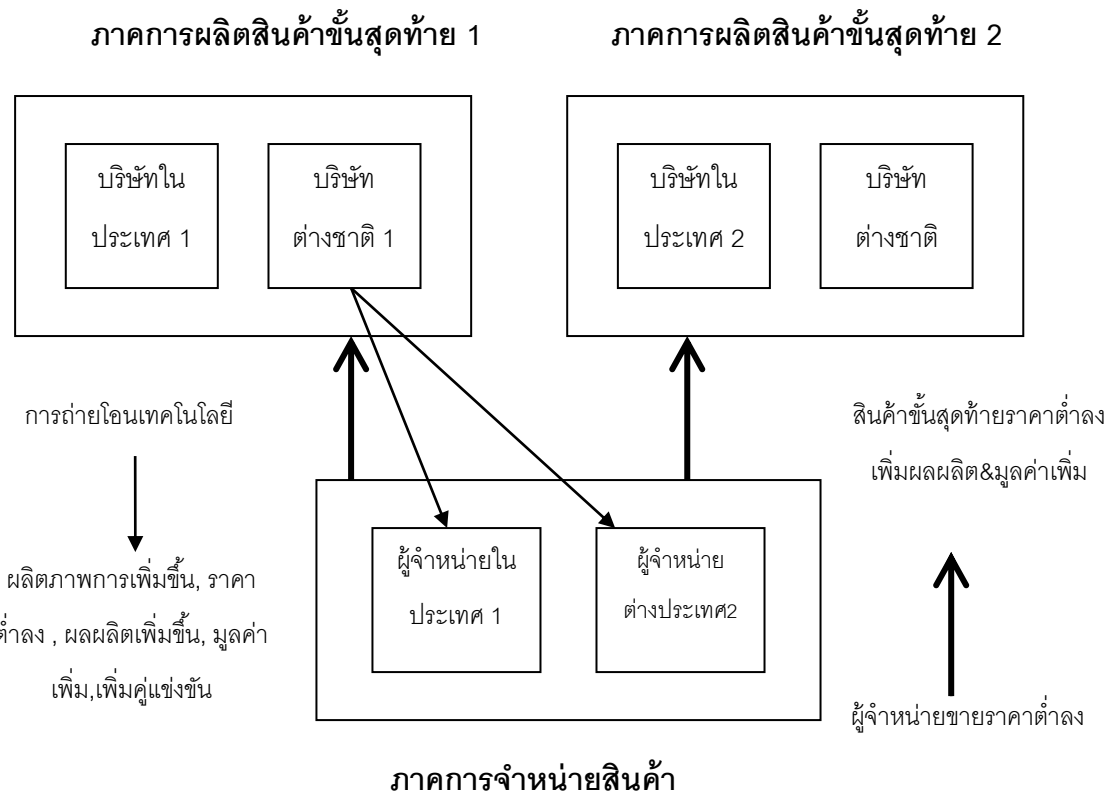 ภาคการผลิตสินค้าขั้นสุดท้าย 1
ภาคการผลิตสินค้าขั้นสุดท้าย 2
บริษัทใน
ประเทศ 1
บริษัท
ต่างชาติ 1
บริษัทใน
ประเทศ 2
บริษัท
ต่างชาติ
การถ่ายโอนเทคโนโลยี
สินค้าขั้นสุดท้ายราคาต่ำลง
เพิ่มผลผลิต&มูลค่าเพิ่ม
ผลิตภาพการเพิ่มขึ้น, ราคา
ต่ำลง , ผลผลิตเพิ่มขึ้น, มูลค่า
เพิ่ม,เพิ่มคู่แข่งขัน
ผู้จำหน่ายใน
ประเทศ 1
ผู้จำหน่าย
ต่างประเทศ2
ผู้จำหน่ายขายราคาต่ำลง
ภาคการจำหน่ายสินค้า